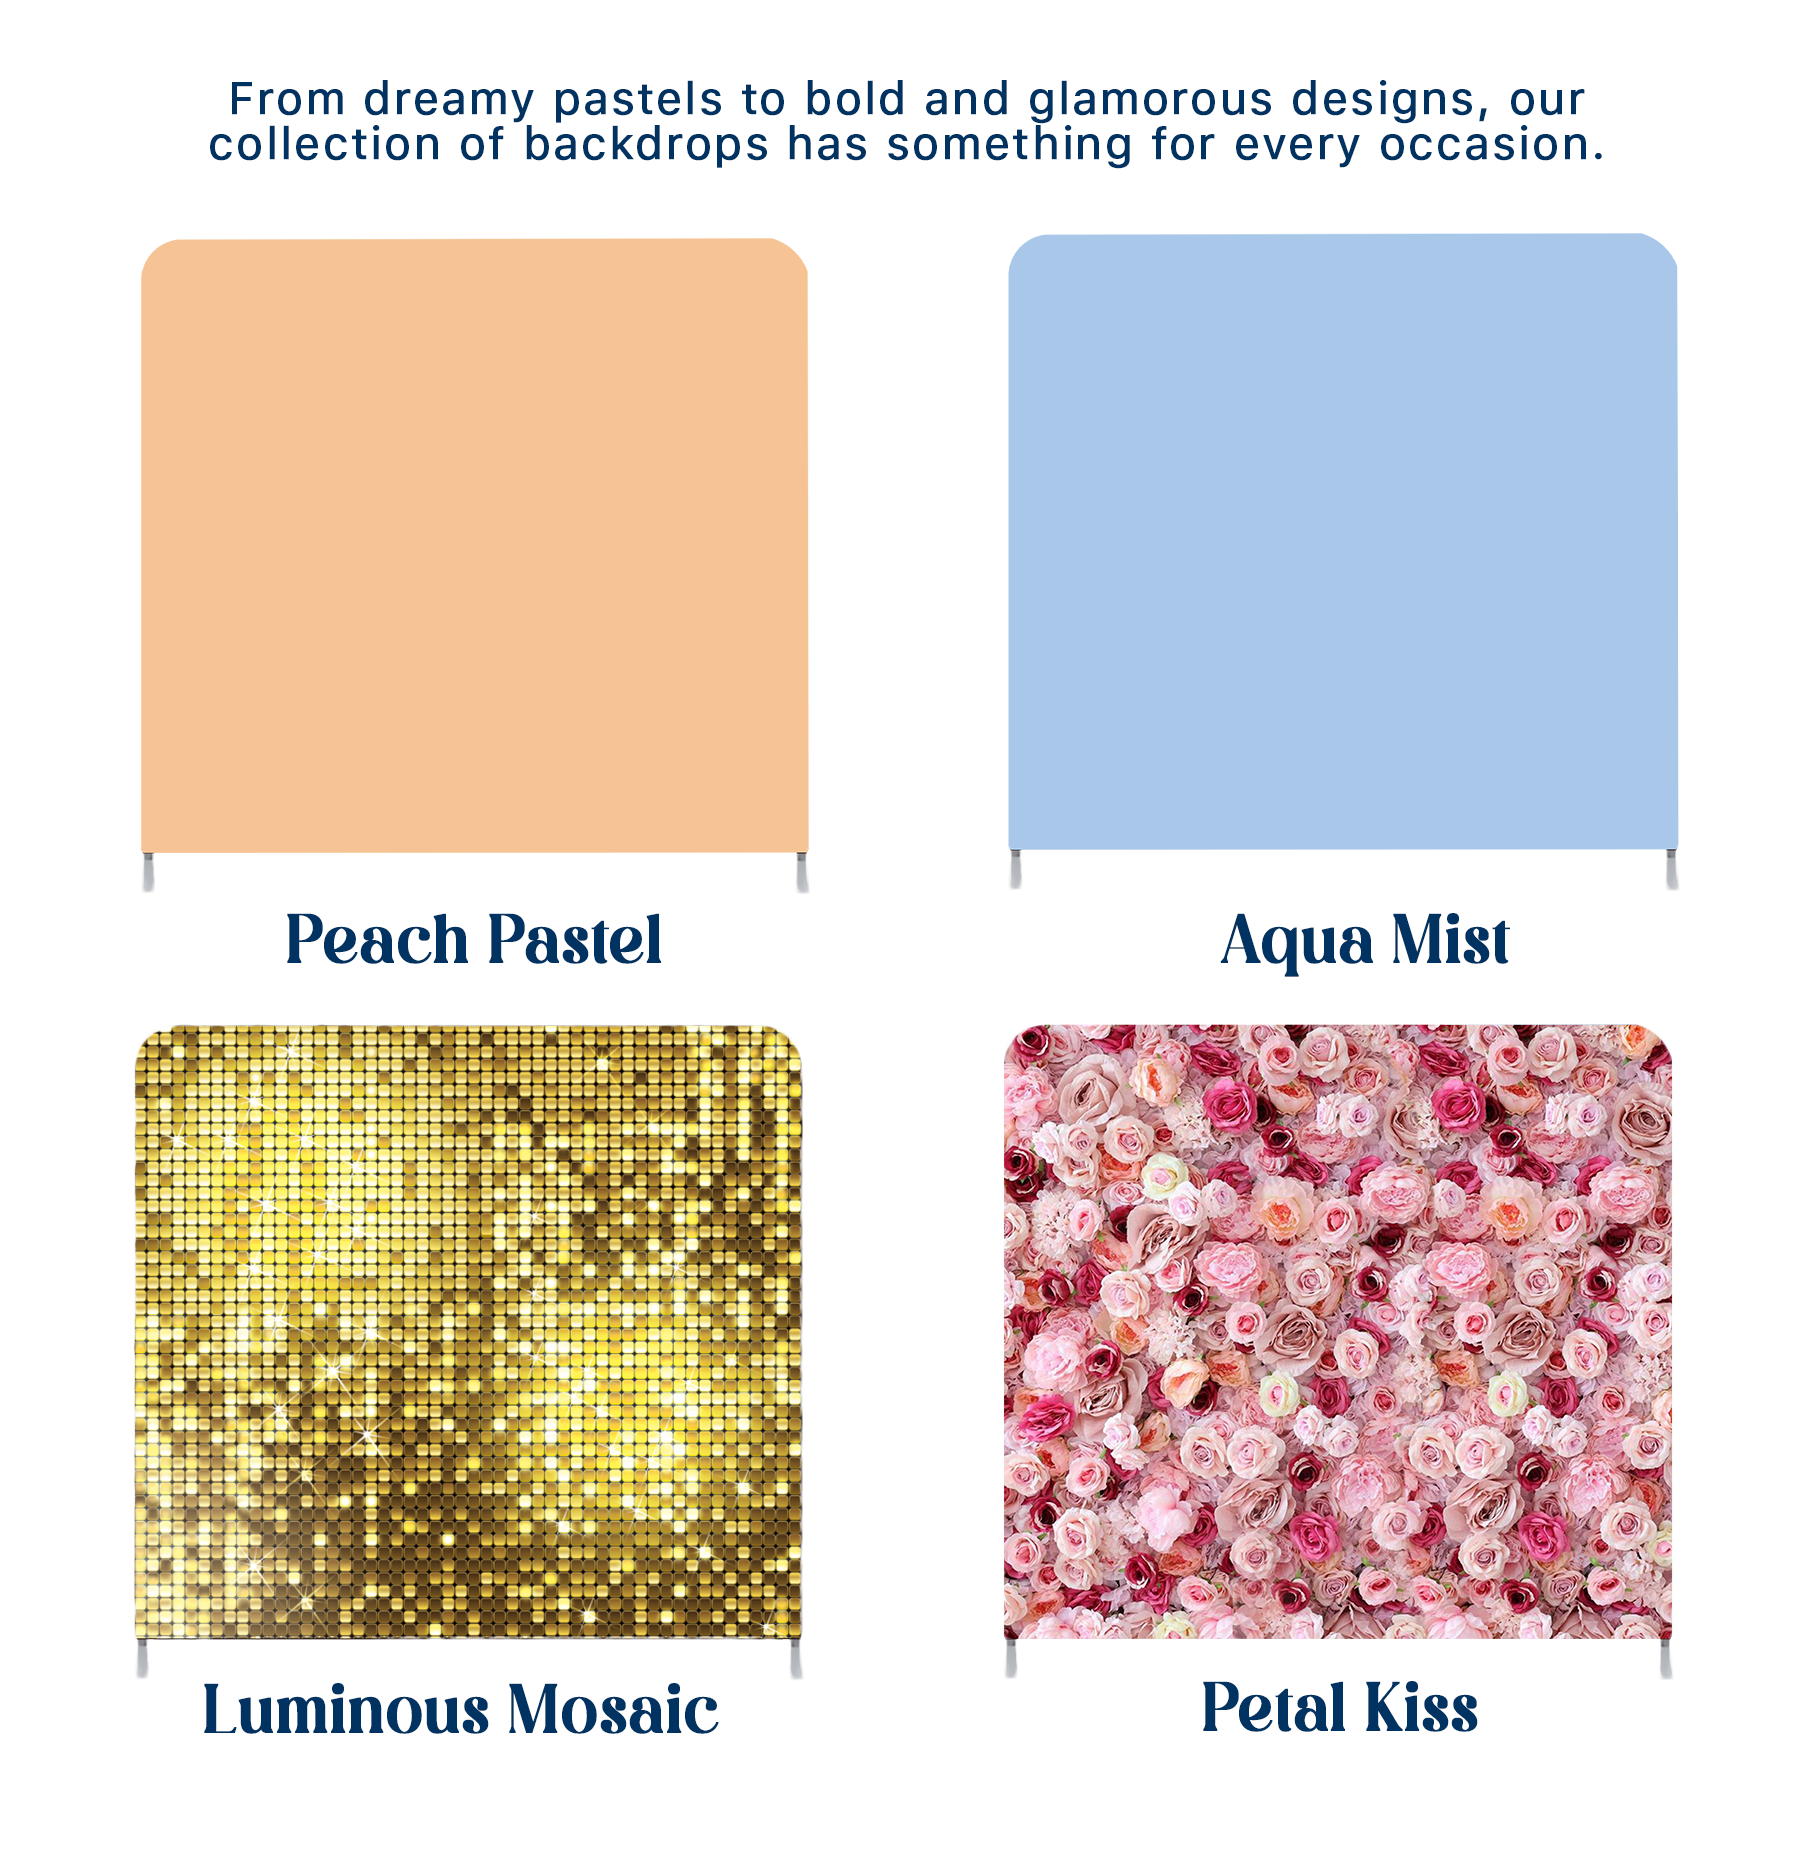 From dreamy pastels to bold and glamorous designs, our
collection of backdrops has something for every occasion.
Peach Pastel
Aqua Mist
Luminous Mosaic
Petal Kiss